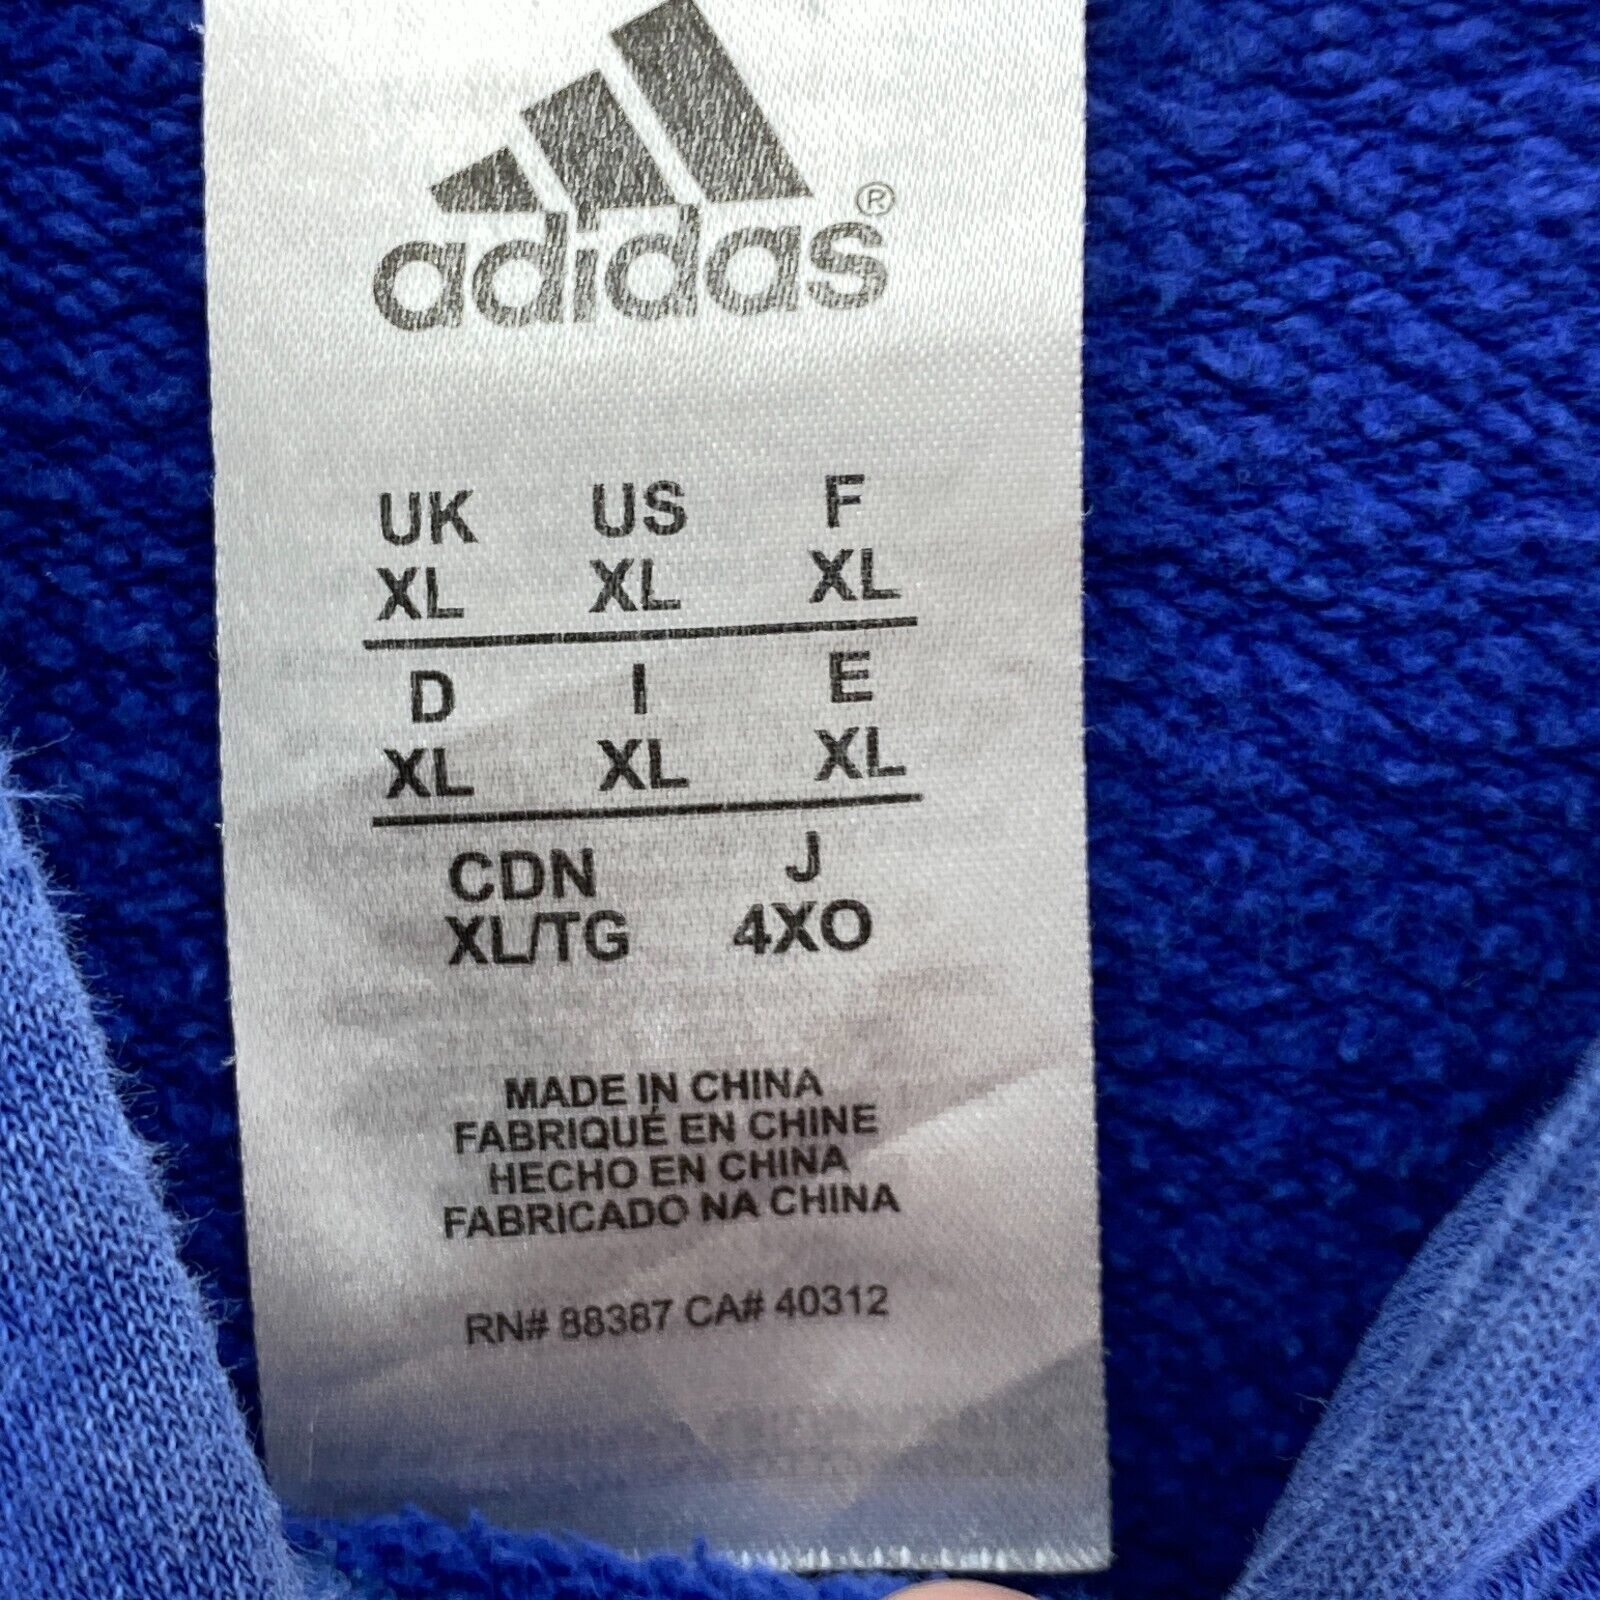 adidas®
UK US F
XL XL XL
D I E
XL XL XL
CDN J
XL/TG 4XO
MADE IN CHINA
FABRIQUÉ EN CHINE
HECHO EN CHINA
FABRICADO NA CHINA
RN# 88387 CA# 40312